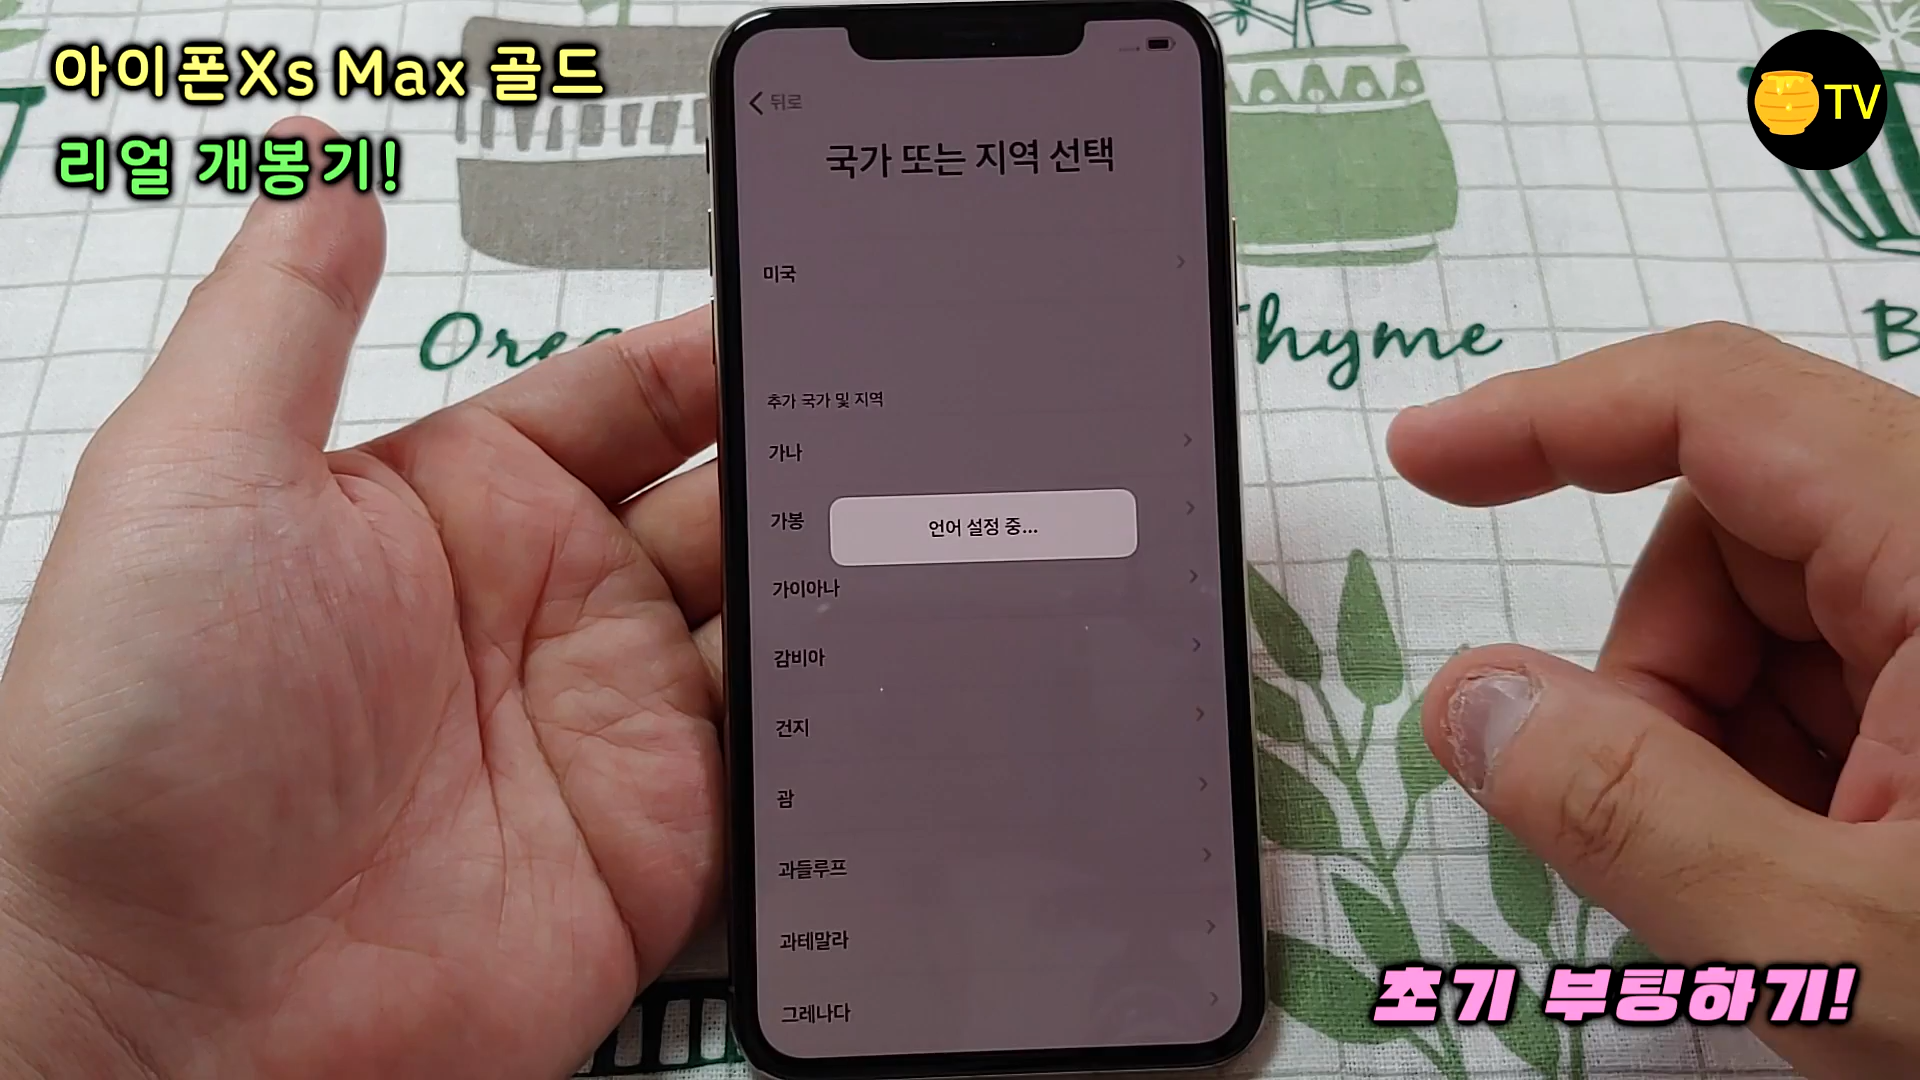 아이폰Xs Max 골드
리얼 개봉기!
TV
뒤로
국가 또는 지역 선택
미국
추가 국가 및 지역
가나
가봉
언어 설정 중...
가이아나
감비아
건지
괌
과들루프
과테말라
그레나다
hyme
초기 부팅하기!